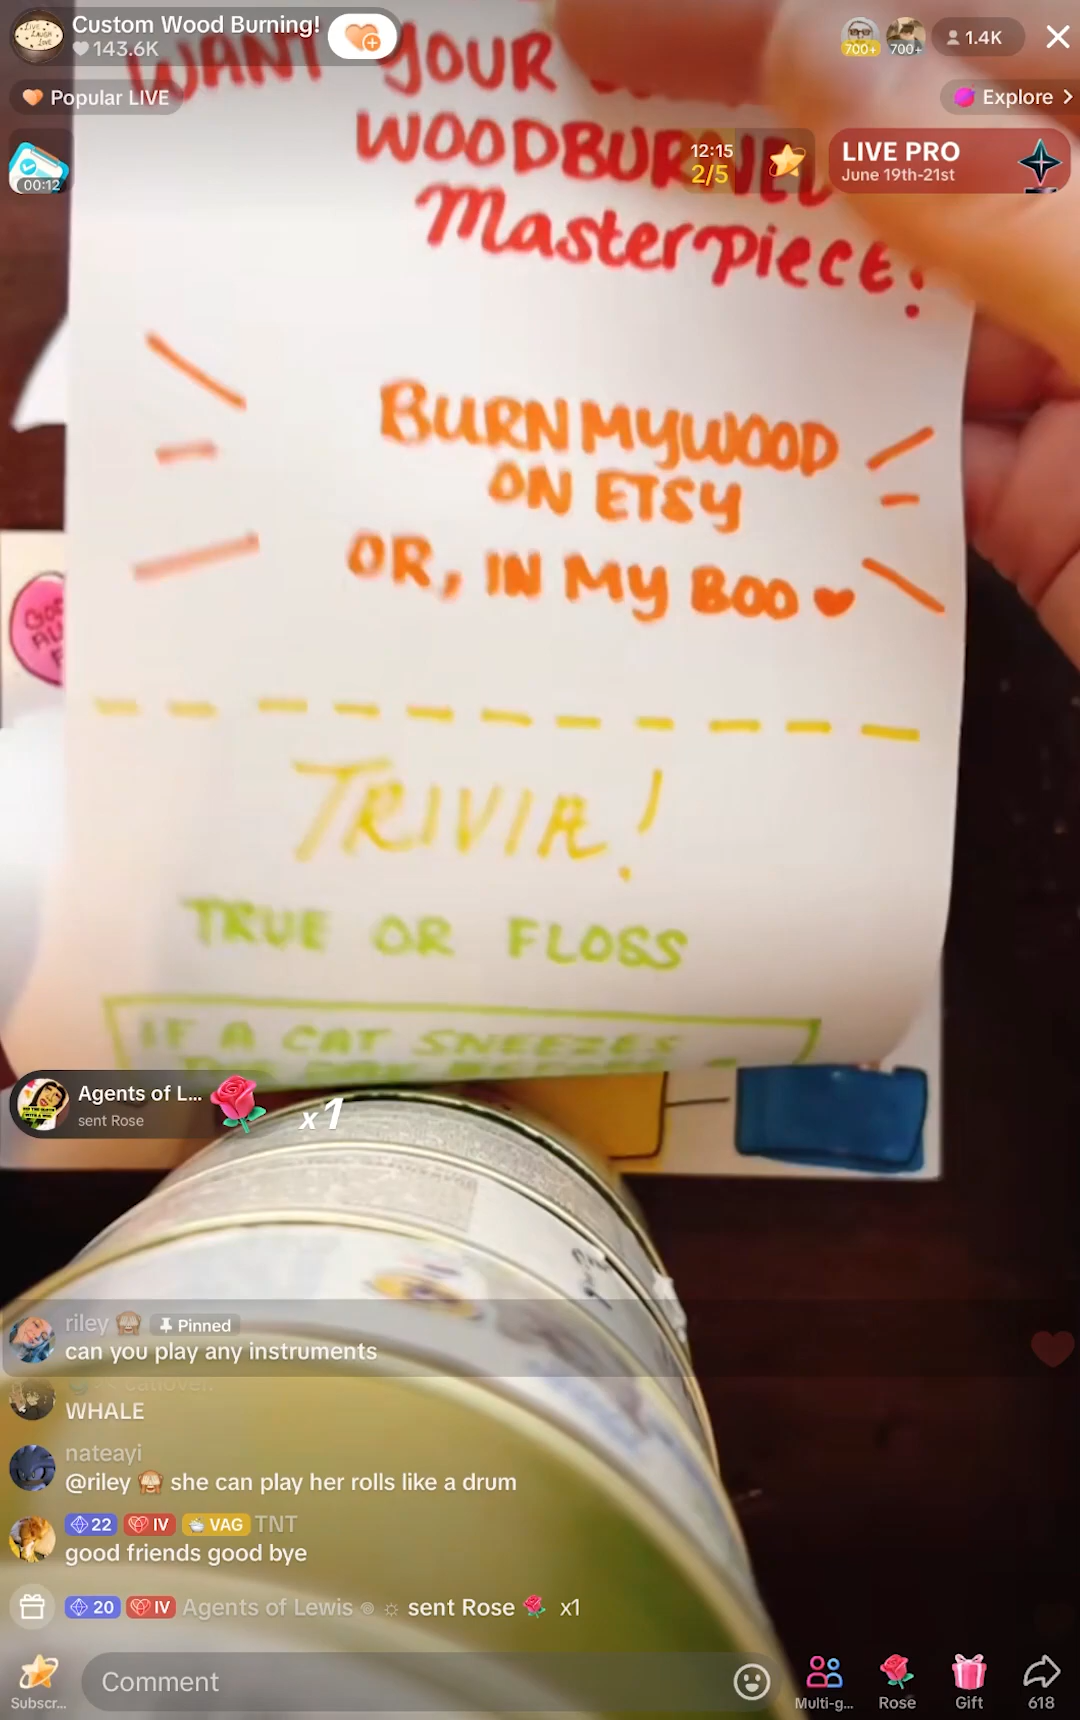 Custom Wood Burning!
143.6K
700+
700+
1.4K
Popular LIVE
Explore
WANT YOUR
WOODBURNED
Masterpiece?
00:12
12:15
2/5
LIVE PRO
June 19th-21st
BURNMYWOOD
ON ETSY
OR, IN MY BOO
TRIVIA!
TRUE OR FLOSS
IF A CAT SNEEZES
Agents of L...
sent Rose
x1
riley
Pinned
can you play any instruments
WHALE
nateayi
@riley 🙈 she can play her rolls like a drum
22 IV VAG TNT
good friends good bye
20 IV Agents of Lewis sent Rose x1
Subscr...
Comment
Multi-g...
Rose
Gift
618